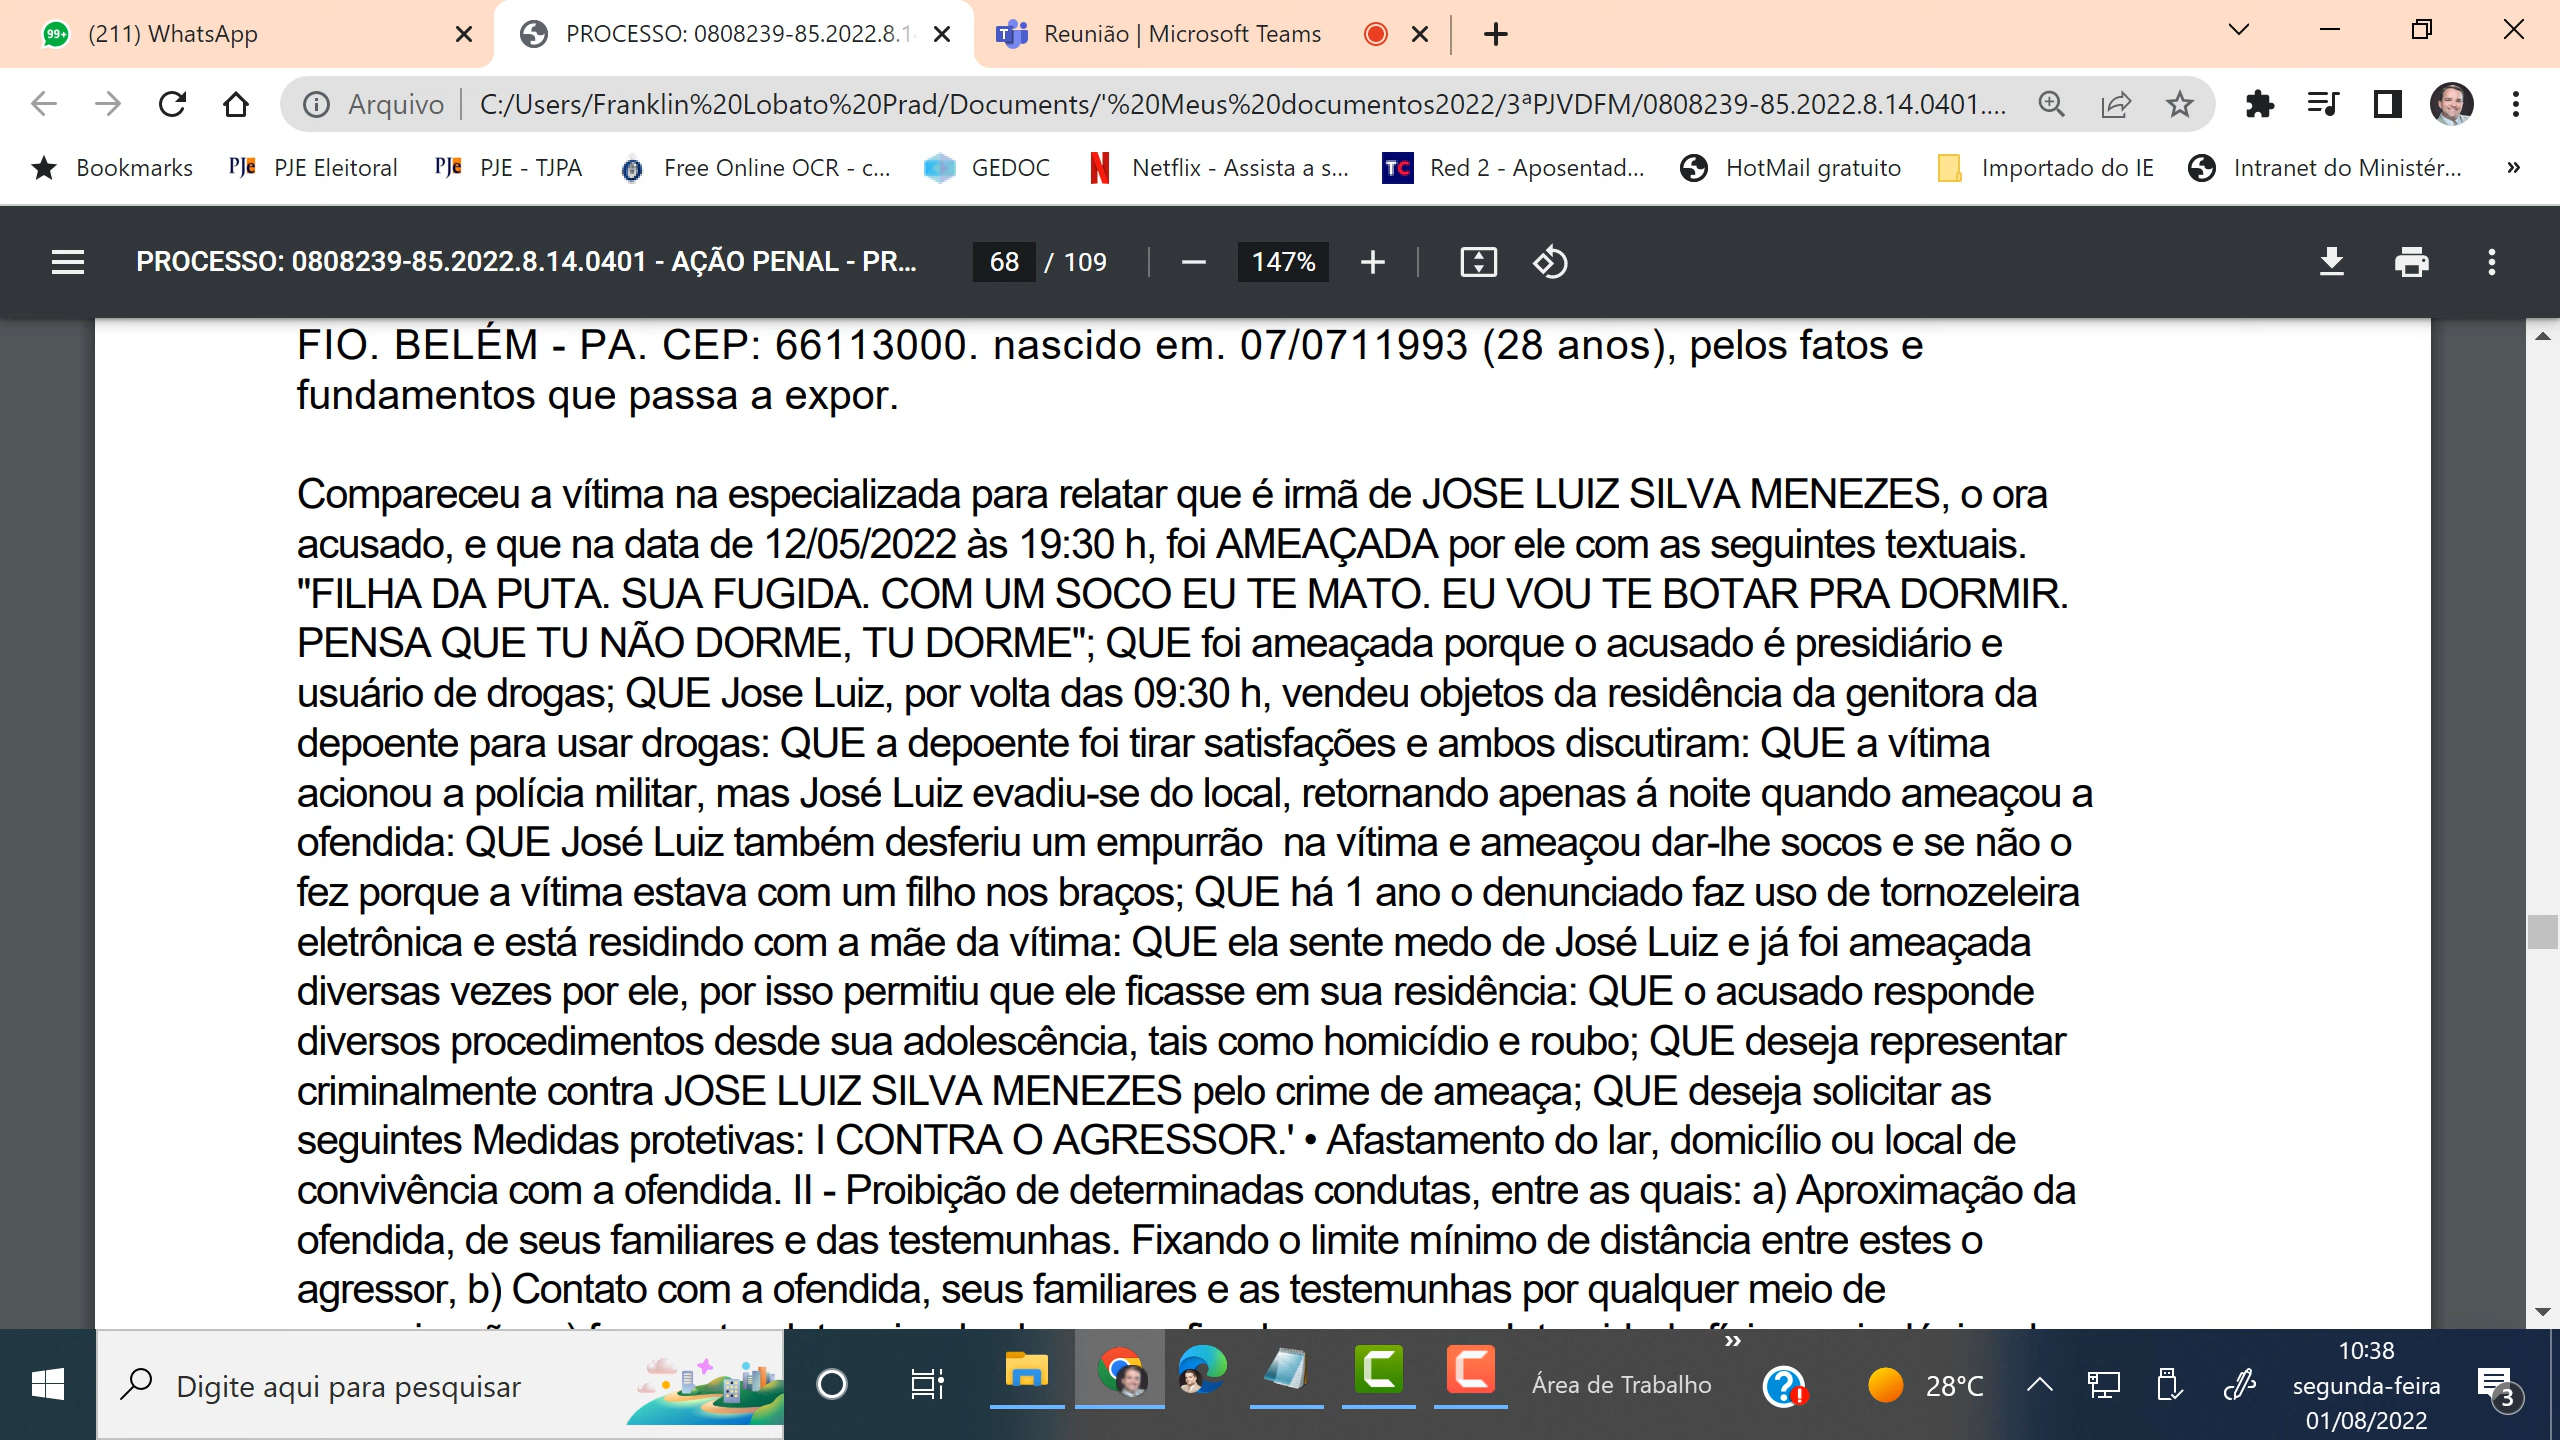 (211) WhatsApp
PROCESSO: 0808239-85.2022.8.1
Reunião | Microsoft Teams
Arquivo
C:/Users/Franklin%20Lobato%20Prad/Documents/'%20Meus%20documentos2022/3ªPJVDFM/0808239-85.2022.8.14.0401....
Bookmarks
PJe PJE Eleitoral
PJe PJE - TJPA
Free Online OCR - c...
GEDOC
Netflix - Assista a s...
TC Red 2 - Aposentad...
HotMail gratuito
Importado do IE
Intranet do Ministér...
»
PROCESSO: 0808239-85.2022.8.14.0401 - AÇÃO PENAL - PR...
68 / 109
147%
FIO. BELÉM - PA. CEP: 66113000. nascido em. 07/0711993 (28 anos), pelos fatos e
fundamentos que passa a expor.
Compareceu a vítima na especializada para relatar que é irmã de JOSE LUIZ SILVA MENEZES, o ora
acusado, e que na data de 12/05/2022 às 19:30 h, foi AMEAÇADA por ele com as seguintes textuais.
"FILHA DA PUTA. SUA FUGIDA. COM UM SOCO EU TE MATO. EU VOU TE BOTAR PRA DORMIR.
PENSA QUE TU NÃO DORME, TU DORME"; QUE foi ameaçada porque o acusado é presidiário e
usuário de drogas; QUE Jose Luiz, por volta das 09:30 h, vendeu objetos da residência da genitora da
depoente para usar drogas: QUE a depoente foi tirar satisfações e ambos discutiram: QUE a vítima
acionou a polícia militar, mas José Luiz evadiu-se do local, retornando apenas á noite quando ameaçou a
ofendida: QUE José Luiz também desferiu um empurrão  na vítima e ameaçou dar-lhe socos e se não o
fez porque a vítima estava com um filho nos braços; QUE há 1 ano o denunciado faz uso de tornozeleira
eletrônica e está residindo com a mãe da vítima: QUE ela sente medo de José Luiz e já foi ameaçada
diversas vezes por ele, por isso permitiu que ele ficasse em sua residência: QUE o acusado responde
diversos procedimentos desde sua adolescência, tais como homicídio e roubo; QUE deseja representar
criminalmente contra JOSE LUIZ SILVA MENEZES pelo crime de ameaça; QUE deseja solicitar as
seguintes Medidas protetivas: I CONTRA O AGRESSOR.' • Afastamento do lar, domicílio ou local de
convivência com a ofendida. II - Proibição de determinadas condutas, entre as quais: a) Aproximação da
ofendida, de seus familiares e das testemunhas. Fixando o limite mínimo de distância entre estes o
agressor, b) Contato com a ofendida, seus familiares e as testemunhas por qualquer meio de
Digite aqui para pesquisar
Área de Trabalho
»
28°C
10:38
segunda-feira
01/08/2022
3